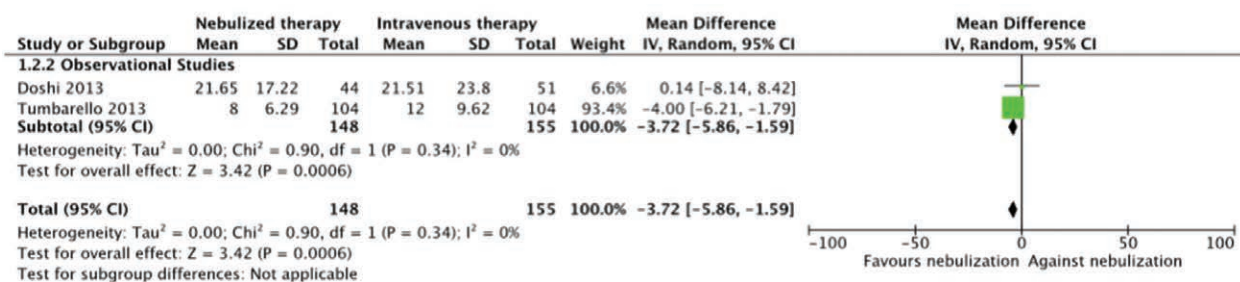 Nebulized therapy Intravenous therapy Mean Difference Mean Difference
Study or Subgroup Mean SD Total Mean SD Total Weight IV, Random, 95% CI IV, Random, 95% CI
1.2.2 Observational Studies
Doshi 2013 21.65 17.22 44 21.51 23.8 51 6.6% 0.14 [−8.14, 8.42]
Tumbarello 2013 8 6.29 104 12 9.62 104 93.4% −4.00 [−6.21, −1.79]
Subtotal (95% CI) 148 155 100.0% −3.72 [−5.86, −1.59]
Heterogeneity: Tau² = 0.00; Chi² = 0.90, df = 1 (P = 0.34); I² = 0%
Test for overall effect: Z = 3.42 (P = 0.0006)
Total (95% CI) 148 155 100.0% −3.72 [−5.86, −1.59]
Heterogeneity: Tau² = 0.00; Chi² = 0.90, df = 1 (P = 0.34); I² = 0%
Test for overall effect: Z = 3.42 (P = 0.0006)
Test for subgroup differences: Not applicable
−100 −50 0 50 100
Favours nebulization Against nebulization